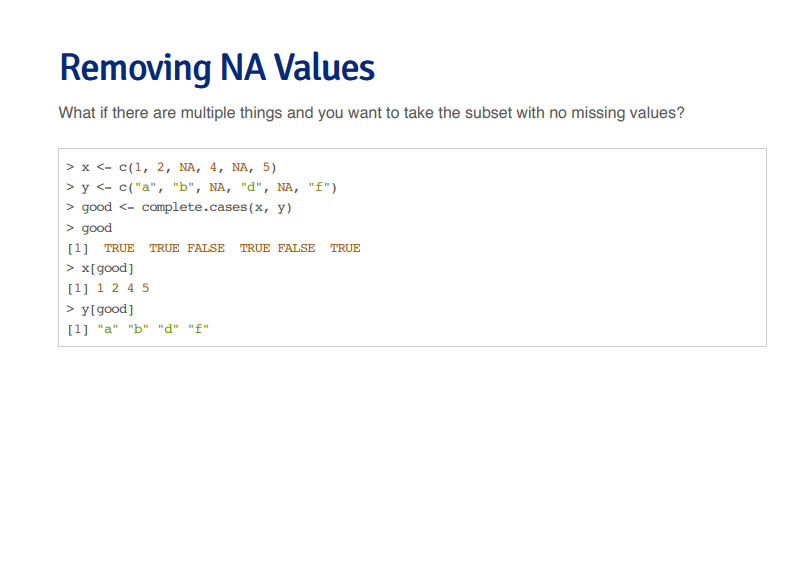 Removing NA Values
What if there are multiple things and you want to take the subset with no missing values?
> x <- c(1, 2, NA, 4, NA, 5)
> y <- c("a", "b", NA, "d", NA, "f")
> good <- complete.cases(x, y)
> good
[1]  TRUE  TRUE FALSE  TRUE FALSE  TRUE
> x[good]
[1] 1 2 4 5
> y[good]
[1] "a" "b" "d" "f"